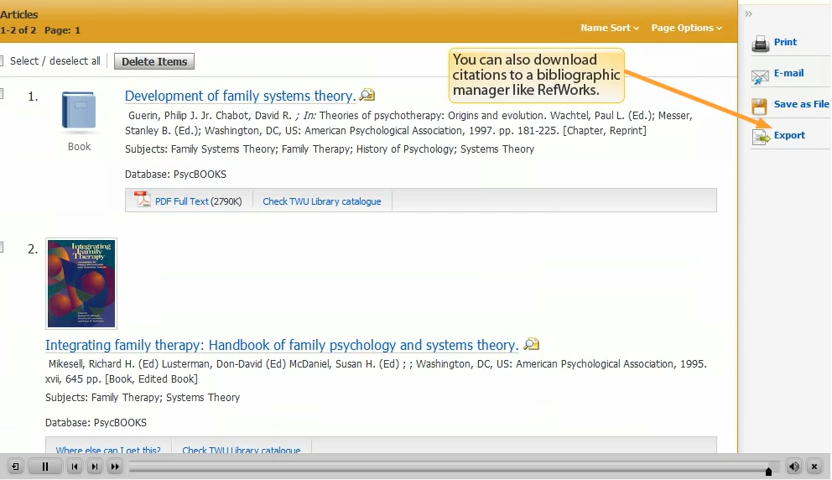 Articles
1-2 of 2 Page: 1
Name Sort
Page Options
Select / deselect all
Delete Items
You can also download
citations to a bibliographic
manager like RefWorks.
Print
E-mail
Save as File
Export
1.
Development of family systems theory.
Guerin, Philip J. Jr. Chabot, David R. ; In: Theories of psychotherapy: Origins and evolution. Wachtel, Paul L. (Ed.); Messer,
Stanley B. (Ed.); Washington, DC, US: American Psychological Association, 1997. pp. 181-225. [Chapter, Reprint]
Book
Subjects: Family Systems Theory; Family Therapy; History of Psychology; Systems Theory
Database: PsycBOOKS
PDF Full Text (2790K)
Check TWU Library catalogue
2.
Integrating
Family
Therapy
Integrating family therapy: Handbook of family psychology and systems theory.
Mikesell, Richard H. (Ed) Lusterman, Don-David (Ed) McDaniel, Susan H. (Ed) ; ; Washington, DC, US: American Psychological Association, 1995.
xvii, 645 pp. [Book, Edited Book]
Subjects: Family Therapy; Systems Theory
Database: PsycBOOKS
Where else can I get this?
Check TWU Library catalogue